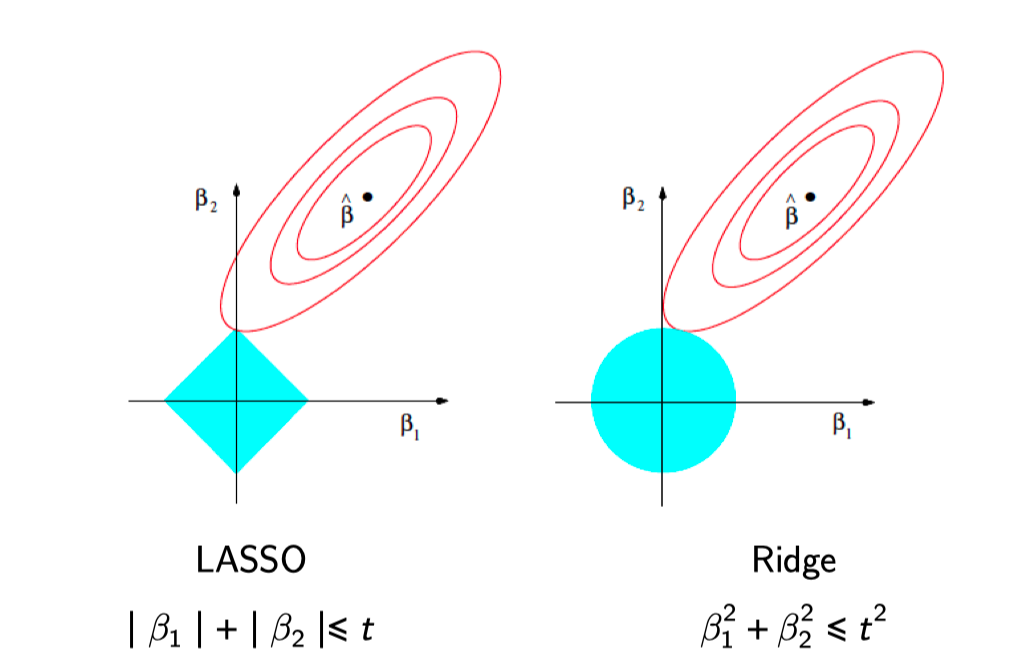 β₂
β̂
β₁
LASSO
| β₁ | + | β₂ |⩽ t
β₂
β̂
β₁
Ridge
β₁² + β₂² ⩽ t²